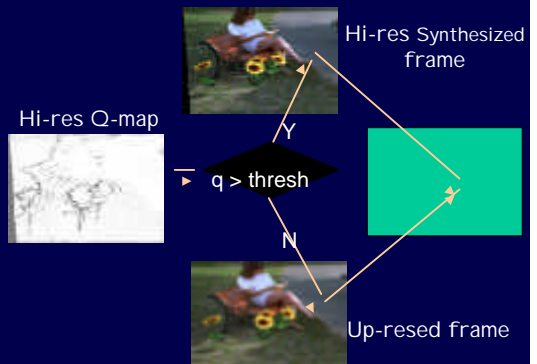 Hi-res Synthesized
frame
Hi-res Q-map
Y
q > thresh
N
Up-resed frame